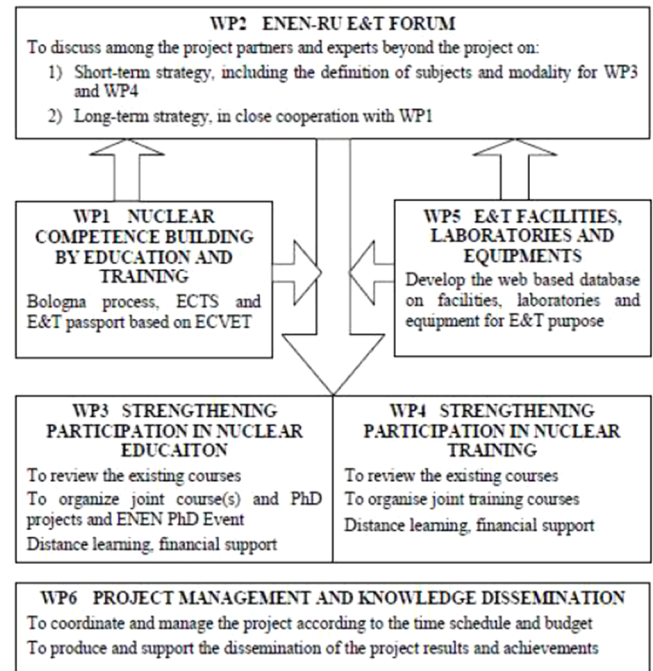 WP2 ENEN-RU E&T FORUM
To discuss among the project partners and experts beyond the project on:
1) Short-term strategy, including the definition of subjects and modality for WP3
and WP4
2) Long-term strategy, in close cooperation with WP1
WP1 NUCLEAR
COMPETENCE BUILDING
BY EDUCATION AND
TRAINING
Bologna process, ECTS and
E&T passport based on ECVET
WP5 E&T FACILITIES,
LABORATORIES AND
EQUIPMENTS
Develop the web based database
on facilities, laboratories and
equipment for E&T purpose
WP3 STRENGTHENING
PARTICIPATION IN NUCLEAR
EDUCAITON
To review the existing courses
To organize joint course(s) and PhD
projects and ENEN PhD Event
Distance learning, financial support
WP4 STRENGTHENING
PARTICIPATION IN NUCLEAR
TRAINING
To review the existing courses
To organise joint training courses
Distance learning, financial support
WP6 PROJECT MANAGEMENT AND KNOWLEDGE DISSEMINATION
To coordinate and manage the project according to the time schedule and budget
To produce and support the dissemination of the project results and achievements